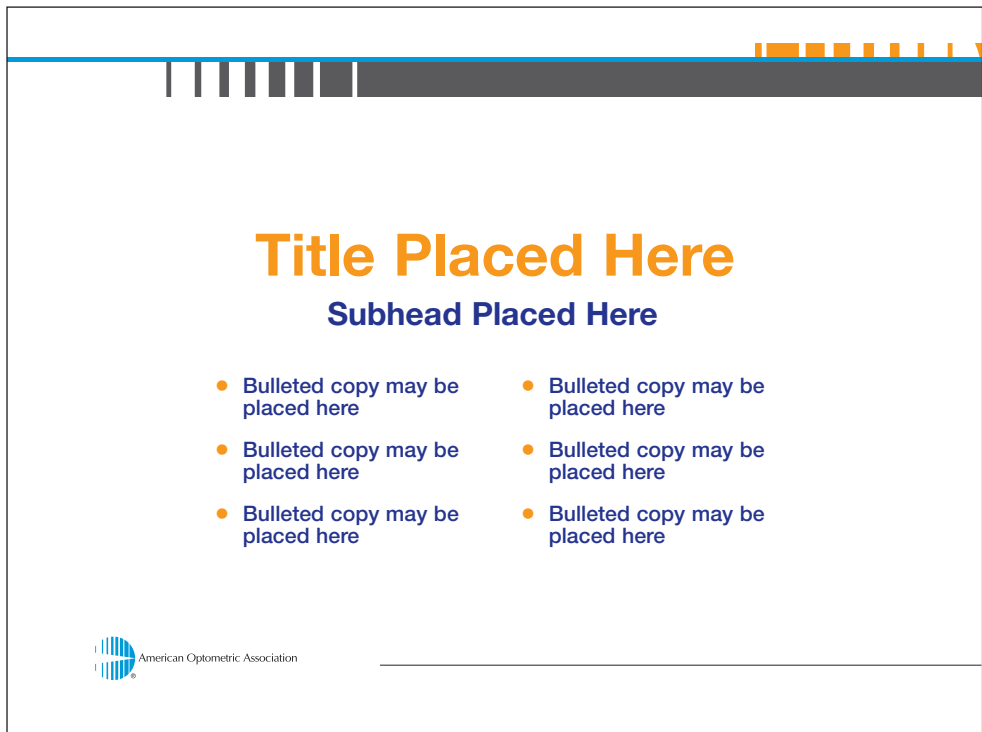 Title Placed Here
Subhead Placed Here
• Bulleted copy may be
placed here
• Bulleted copy may be
placed here
• Bulleted copy may be
placed here
• Bulleted copy may be
placed here
• Bulleted copy may be
placed here
• Bulleted copy may be
placed here
American Optometric Association
®